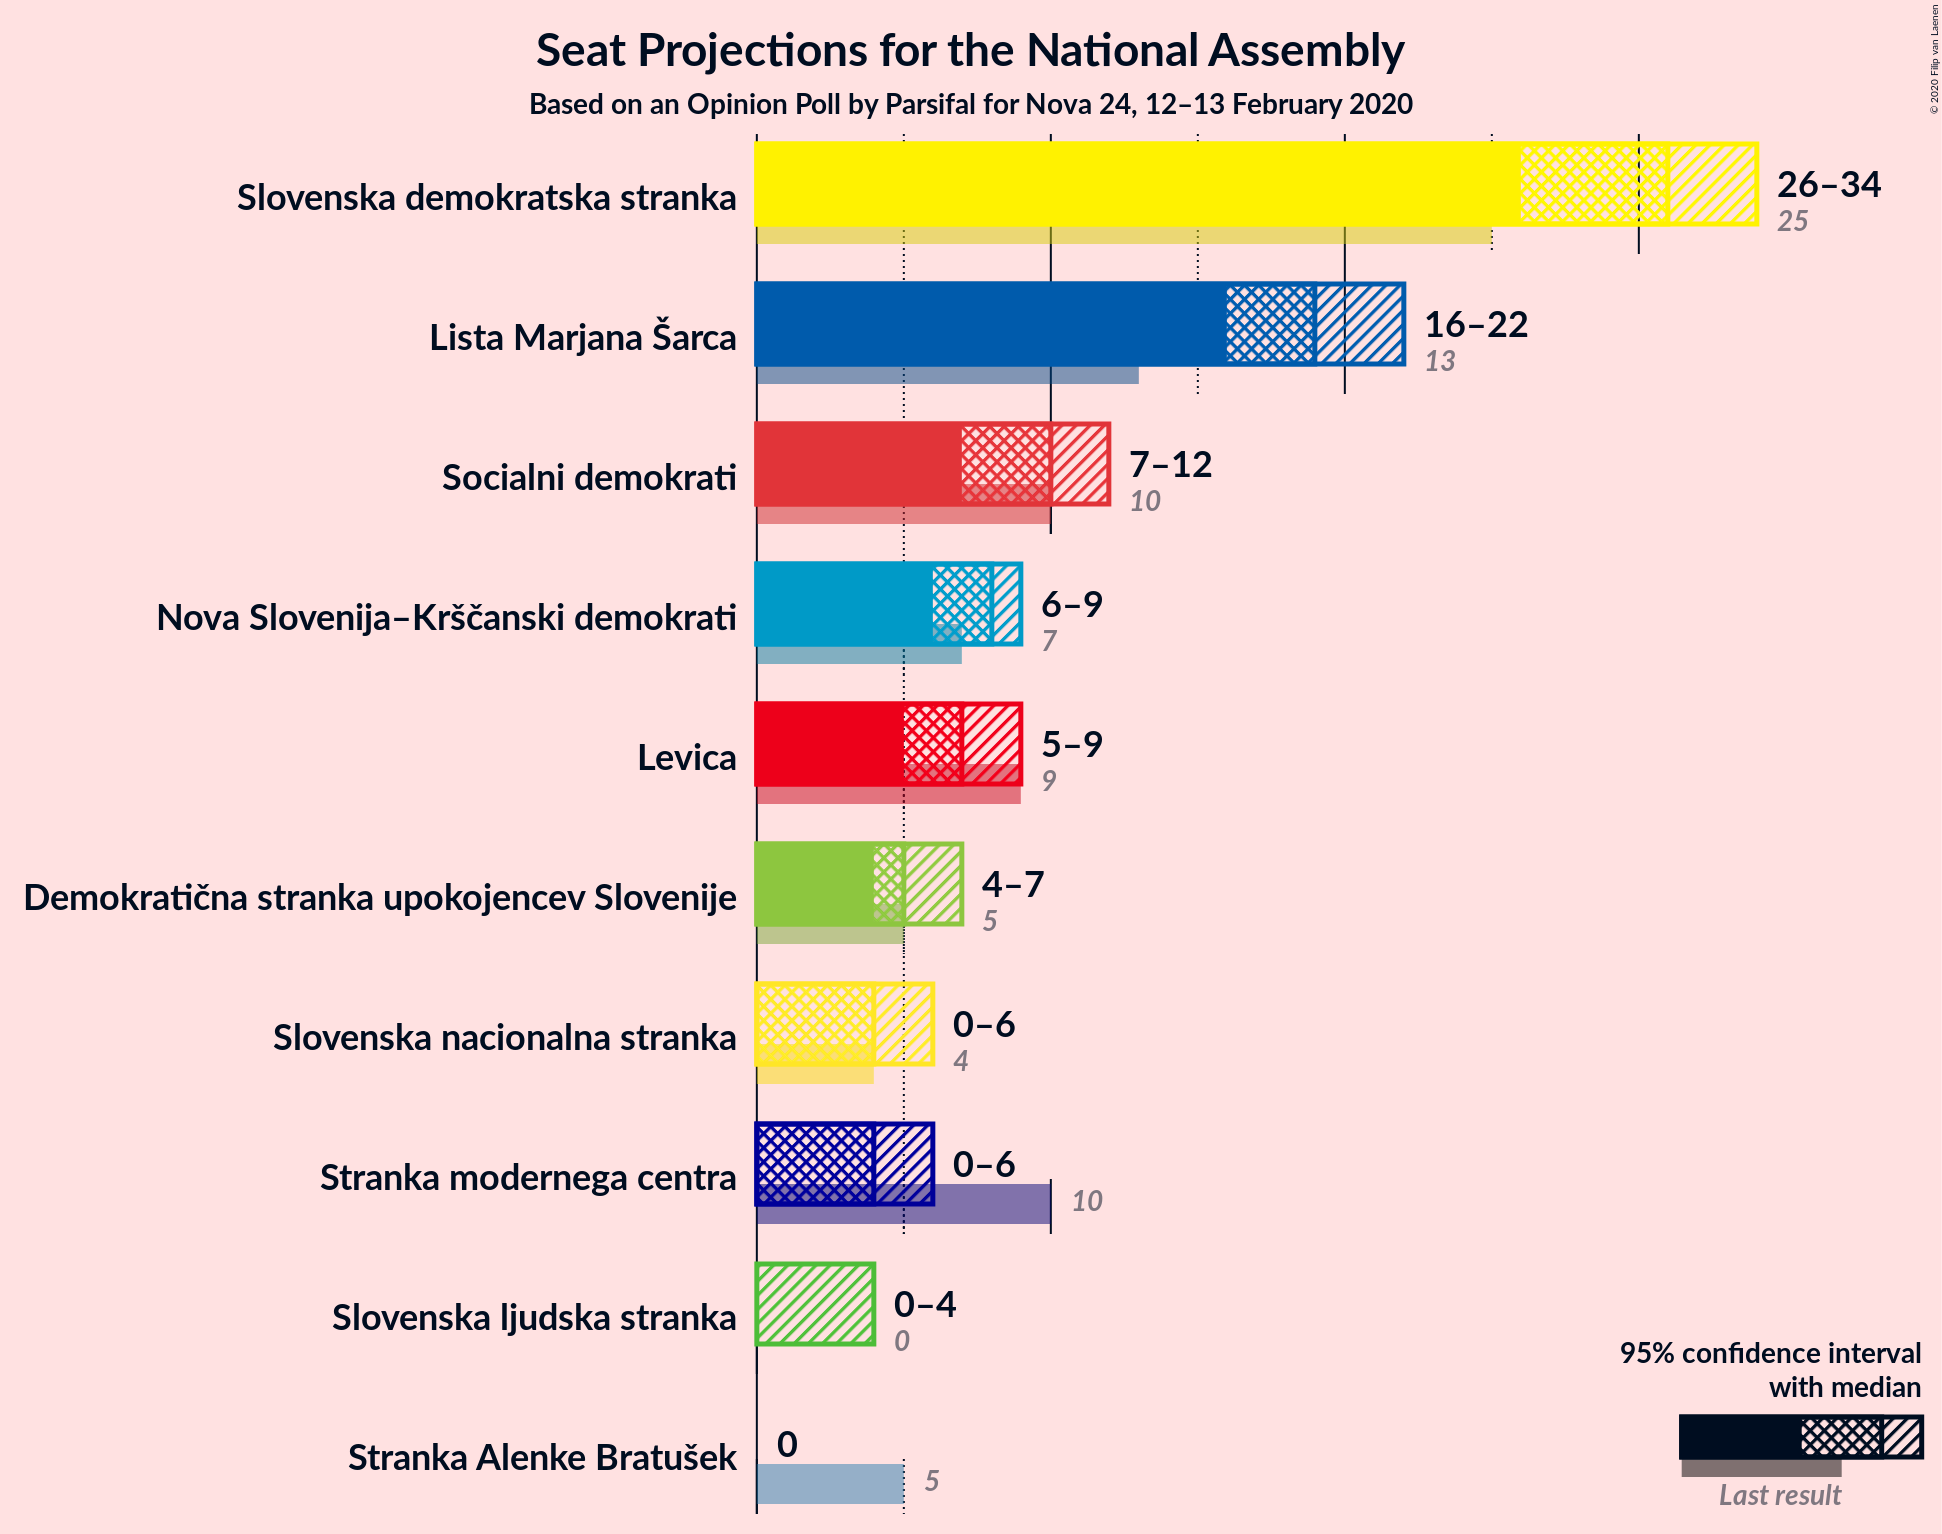 Seat Projections for the National Assembly
Based on an Opinion Poll by Parsifal for Nova 24, 12–13 February 2020
© 2020 Filip van Laenen
Slovenska demokratska stranka
26–34
25
Lista Marjana Šarca
16–22
13
Socialni demokrati
7–12
10
Nova Slovenija–Krščanski demokrati
6–9
7
Levica
5–9
9
Demokratična stranka upokojencev Slovenije
4–7
5
Slovenska nacionalna stranka
0–6
4
Stranka modernega centra
0–6
10
Slovenska ljudska stranka
0–4
0
Stranka Alenke Bratušek
0
5
95% confidence interval
with median
Last result